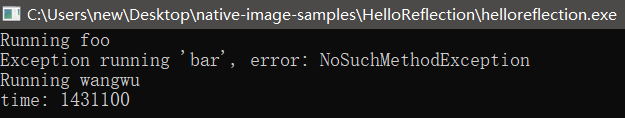 C:\Users\new\Desktop\native-image-samples\HelloReflection\helloreflection.exe
Running foo
Exception running 'bar', error: NoSuchMethodException
Running wangwu
time: 1431100